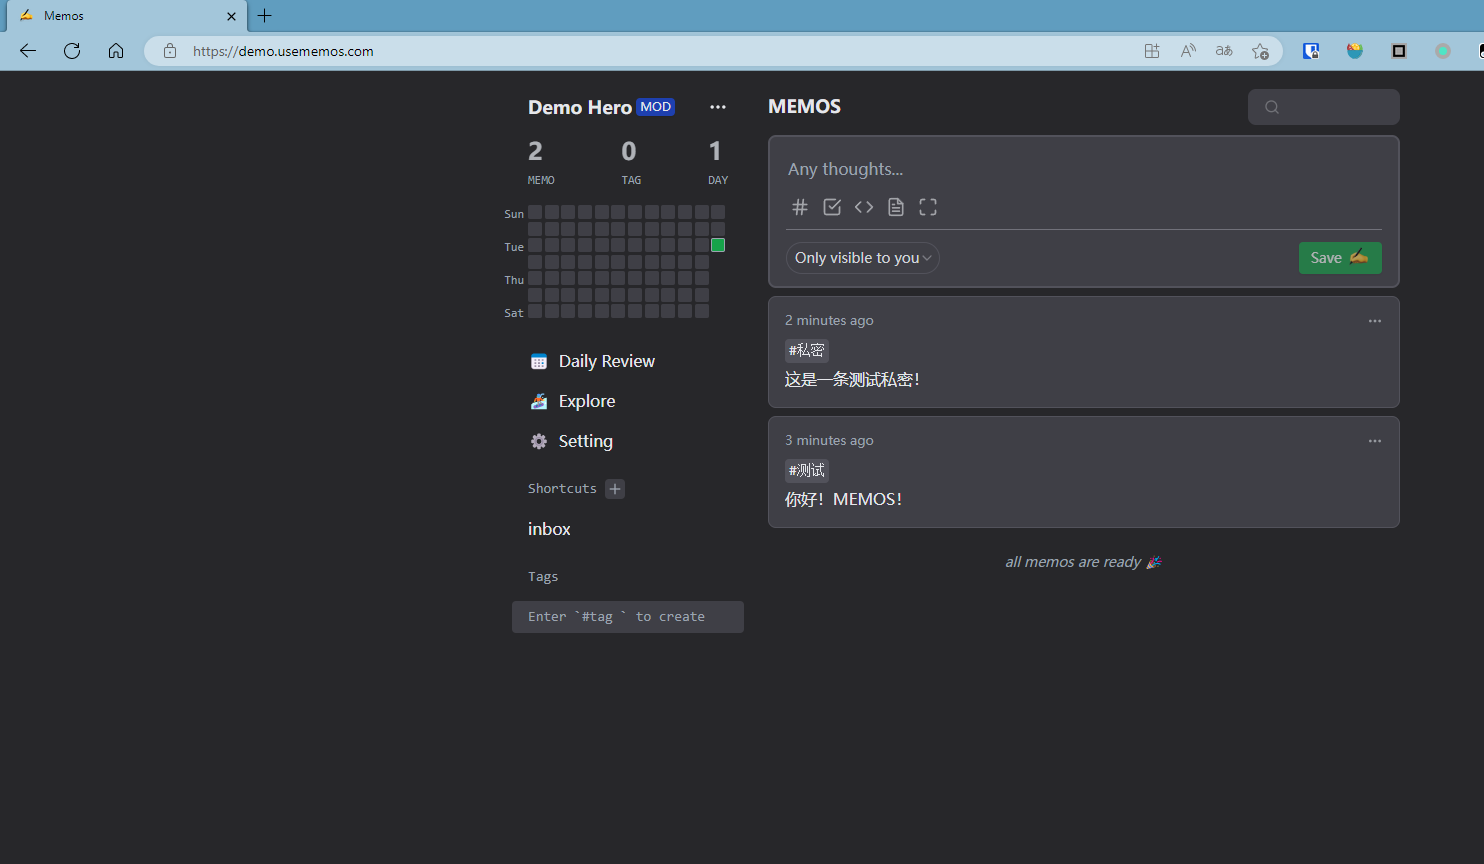 Memos
https://demo.usememos.com
Demo Hero MOD
2 0 1
MEMO TAG DAY
Sun
Tue
Thu
Sat
Daily Review
Explore
Setting
Shortcuts
inbox
Tags
Enter `#tag ` to create
MEMOS
Any thoughts...
Only visible to you
Save ✍
2 minutes ago
#私密
这是一条测试私密！
3 minutes ago
#测试
你好！MEMOS！
all memos are ready 🎉